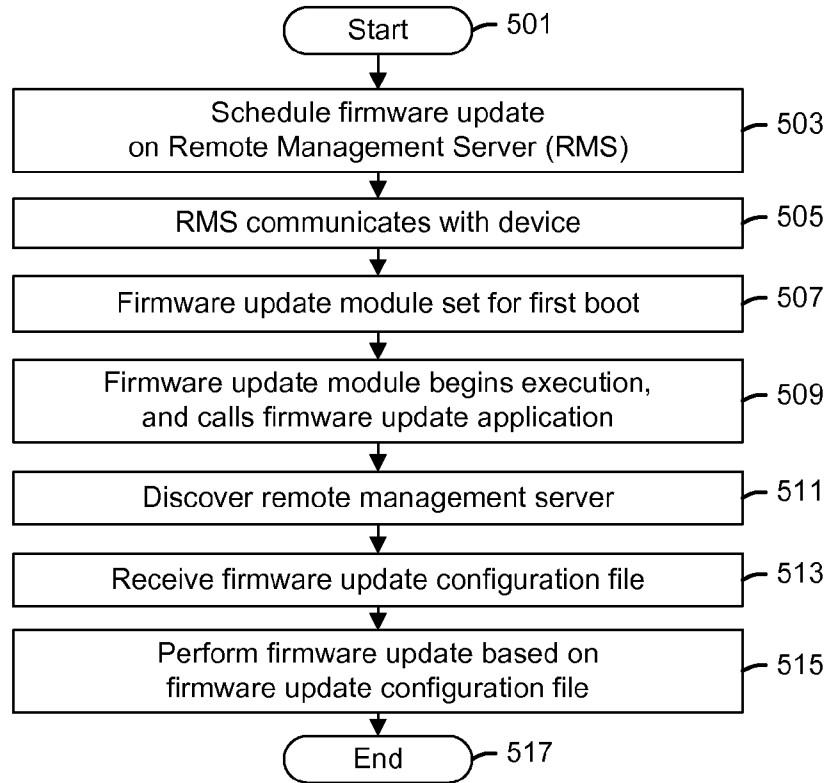 Start
501
Schedule firmware update
on Remote Management Server (RMS)
503
RMS communicates with device
505
Firmware update module set for first boot
507
Firmware update module begins execution,
and calls firmware update application
509
Discover remote management server
511
Receive firmware update configuration file
513
Perform firmware update based on
firmware update configuration file
515
End
517